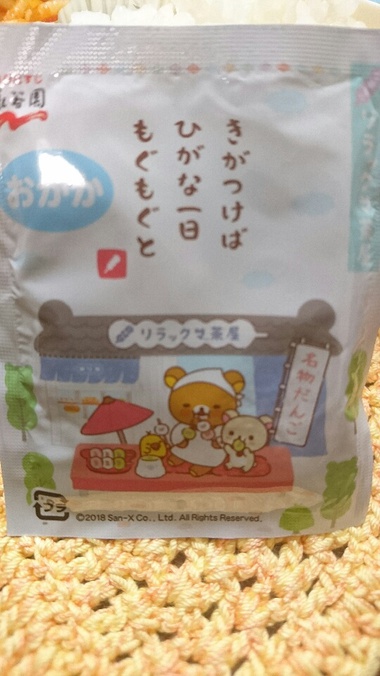 谷園
おかか
きがつけば
ひがな一日
もぐもぐと
リラックマ茶屋
名物だんご
プラ
©2018 San-X Co., Ltd. All Rights Reserved.